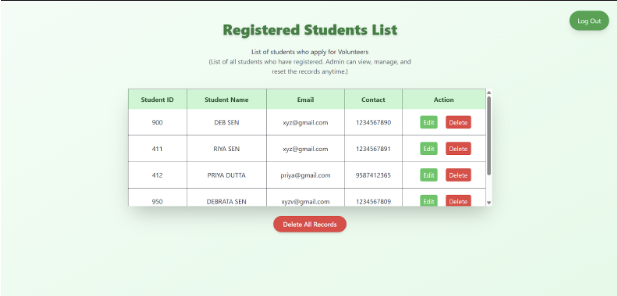 Log Out
Registered Students List
List of students who apply for Volunteers
(List of all students who have registered. Admin can view, manage, and
reset the records anytime.)
Student ID Student Name Email Contact Action
900 DEB SEN xyz@gmail.com 1234567890 Edit Delete
411 RIYA SEN xyz@gmail.com 1234567891 Edit Delete
412 PRIYA DUTTA priya@gmail.com 9587412365 Edit Delete
950 DEBRATA SEN xyzv@gmail.com 1234567809 Edit Delete
Delete All Records